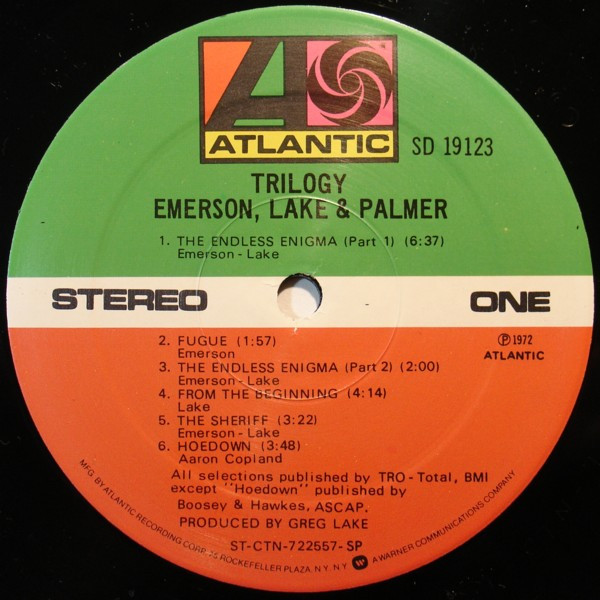 ATLANTIC
SD 19123
TRILOGY
EMERSON, LAKE & PALMER
1. THE ENDLESS ENIGMA (Part 1) (6:37)
Emerson - Lake
STEREO
ONE
2. FUGUE (1:57)
Emerson
3. THE ENDLESS ENIGMA (Part 2) (2:00)
Emerson - Lake
4. FROM THE BEGINNING (4:14)
Lake
5. THE SHERIFF (3:22)
Emerson - Lake
6. HOEDOWN (3:48)
Aaron Copland
℗1972
ATLANTIC
All selections published by TRO-Total, BMI
except "Hoedown" published by
Boosey & Hawkes, ASCAP.
PRODUCED BY GREG LAKE
ST-CTN-722557-SP
MFG. BY ATLANTIC RECORDING CORP. 75 ROCKEFELLER PLAZA, N.Y. N.Y. A WARNER COMMUNICATIONS COMPANY